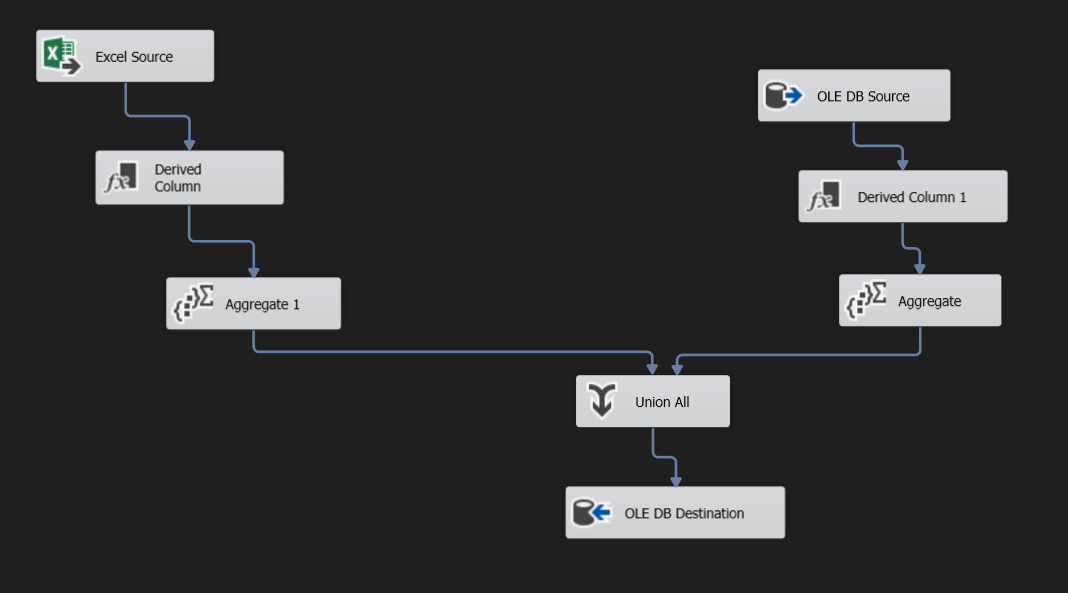 Excel Source
OLE DB Source
Derived
Column
Derived Column 1
Aggregate 1
Aggregate
Union All
OLE DB Destination